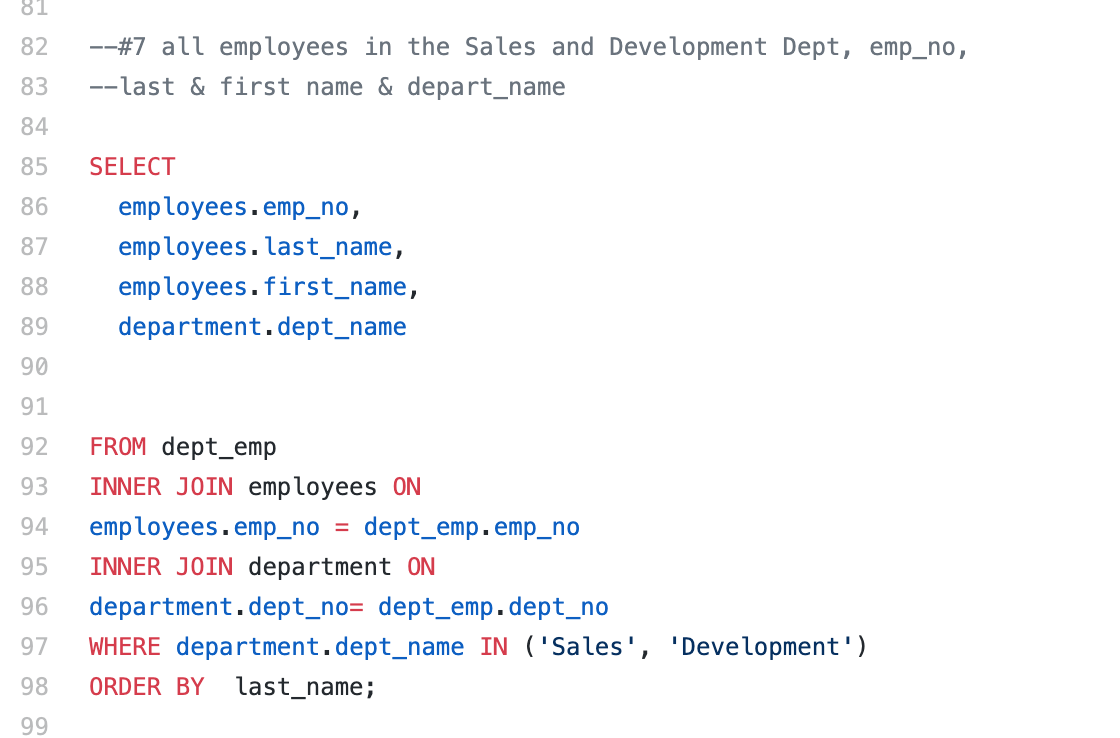 81
82 --#7 all employees in the Sales and Development Dept, emp_no,
83 --last & first name & depart_name
84
85 SELECT
86   employees.emp_no,
87   employees.last_name,
88   employees.first_name,
89   department.dept_name
90
91
92 FROM dept_emp
93 INNER JOIN employees ON
94 employees.emp_no = dept_emp.emp_no
95 INNER JOIN department ON
96 department.dept_no= dept_emp.dept_no
97 WHERE department.dept_name IN ('Sales', 'Development')
98 ORDER BY  last_name;
99